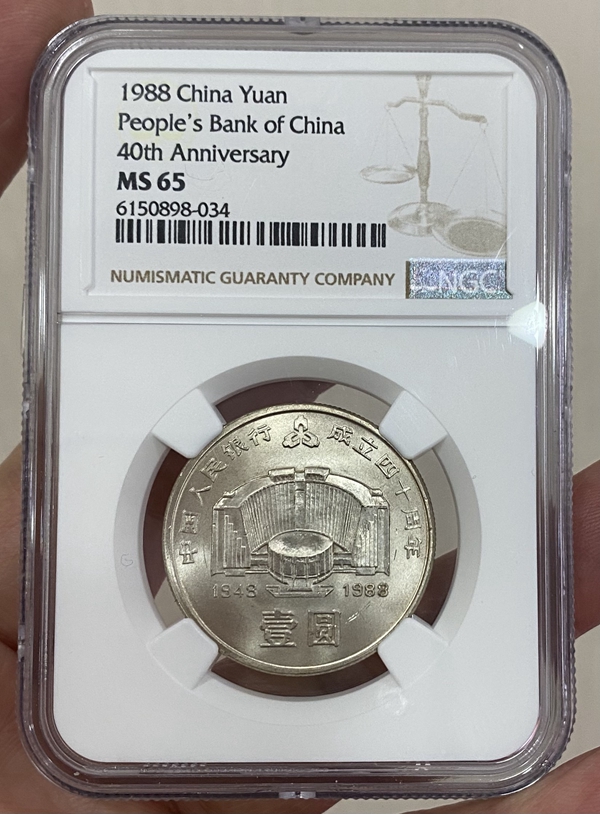 1988 China Yuan
People's Bank of China
40th Anniversary
MS 65
6150898-034
NUMISMATIC GUARANTY COMPANY
NGC
中国人民银行 成立四十周年
1948 1988
壹圆